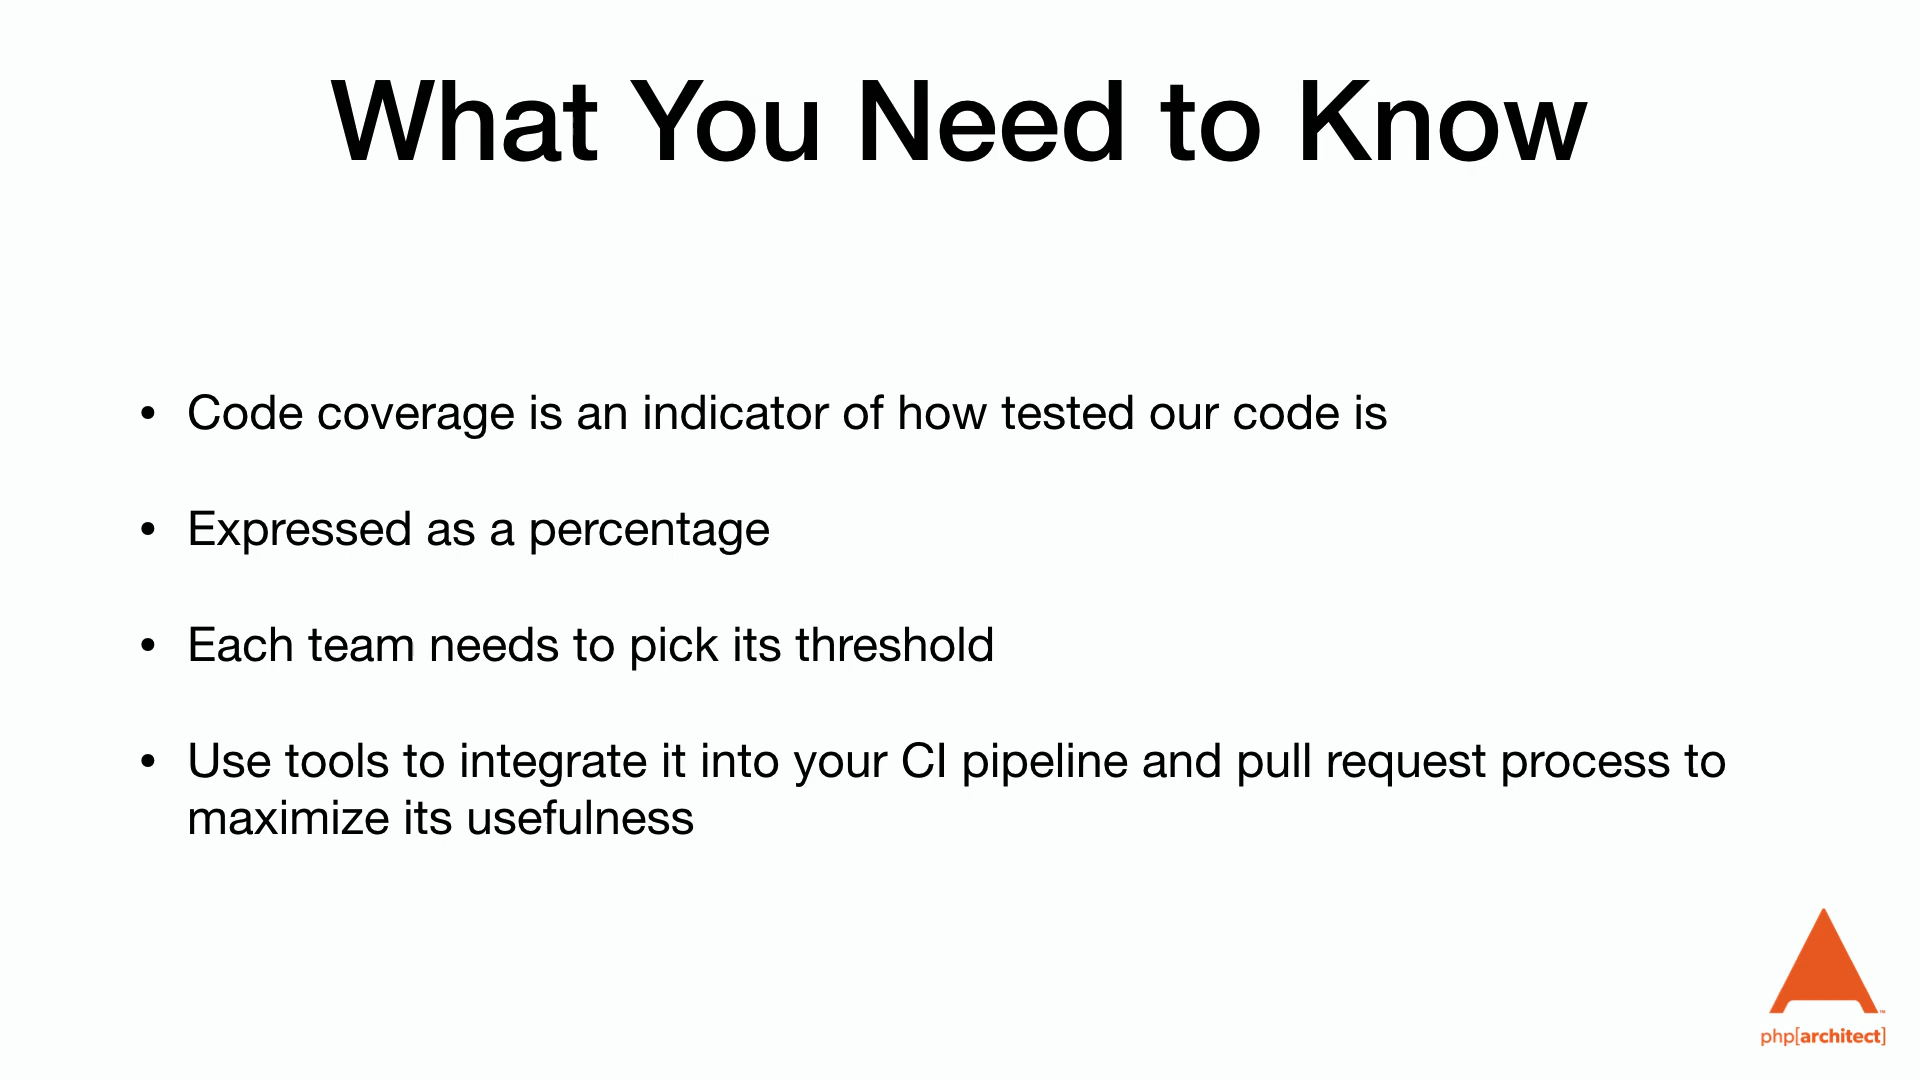 What You Need to Know
• Code coverage is an indicator of how tested our code is
• Expressed as a percentage
• Each team needs to pick its threshold
• Use tools to integrate it into your CI pipeline and pull request process to
maximize its usefulness
php[architect]